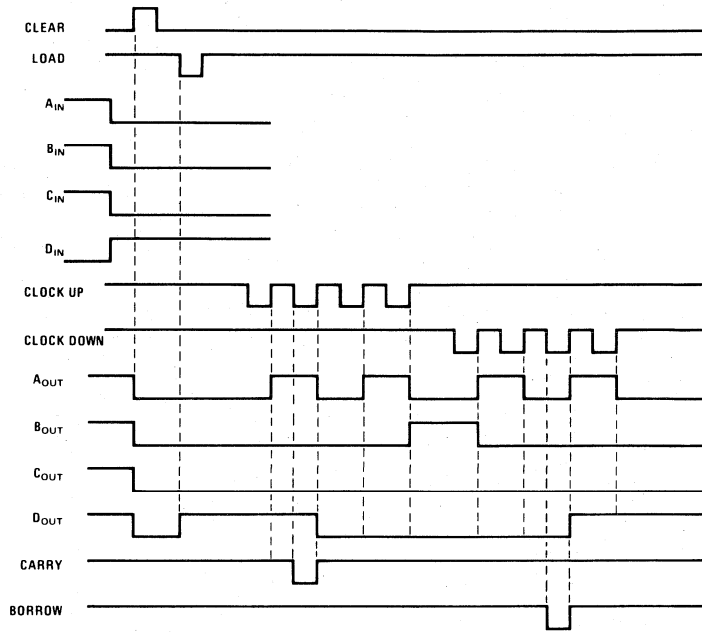 CLEAR
LOAD
AIN
BIN
CIN
DIN
CLOCK UP
CLOCK DOWN
AOUT
BOUT
COUT
DOUT
CARRY
BORROW